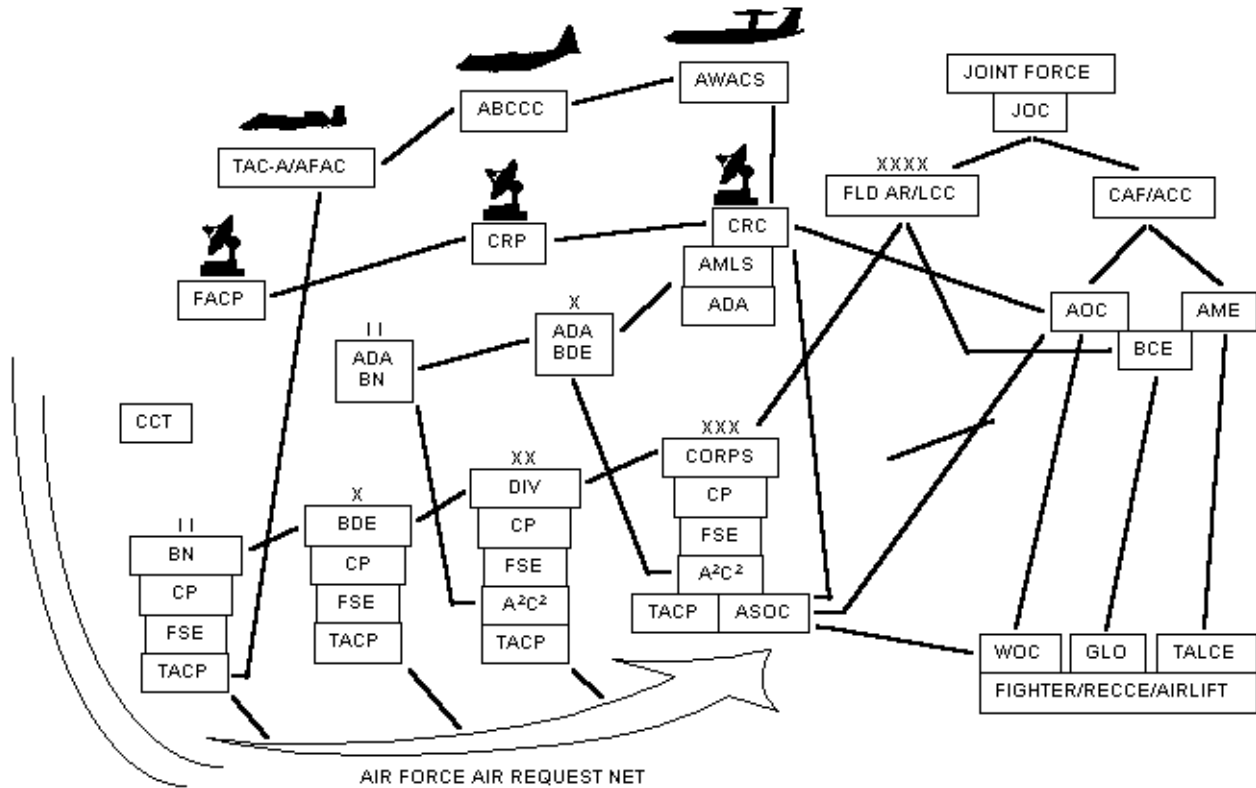 AWACS
JOINT FORCE
JOC
ABCCC
TAC-A/AFAC
XXXX
FLD AR/LCC
CAF/ACC
CRP
CRC
AMLS
ADA
FACP
X
ADA
BDE
II
ADA
BN
AOC
AME
BCE
CCT
XXX
CORPS
CP
FSE
A²C²
TACP
ASOC
XX
DIV
CP
FSE
A²C²
TACP
X
BDE
CP
FSE
TACP
II
BN
CP
FSE
TACP
WOC
GLO
TALCE
FIGHTER/RECCE/AIRLIFT
AIR FORCE AIR REQUEST NET